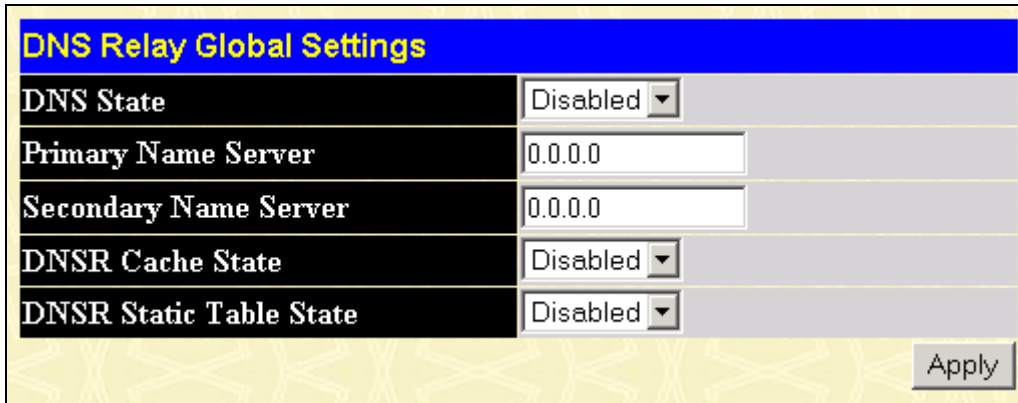 DNS Relay Global Settings
DNS State Disabled
Primary Name Server 0.0.0.0
Secondary Name Server 0.0.0.0
DNSR Cache State Disabled
DNSR Static Table State Disabled
Apply